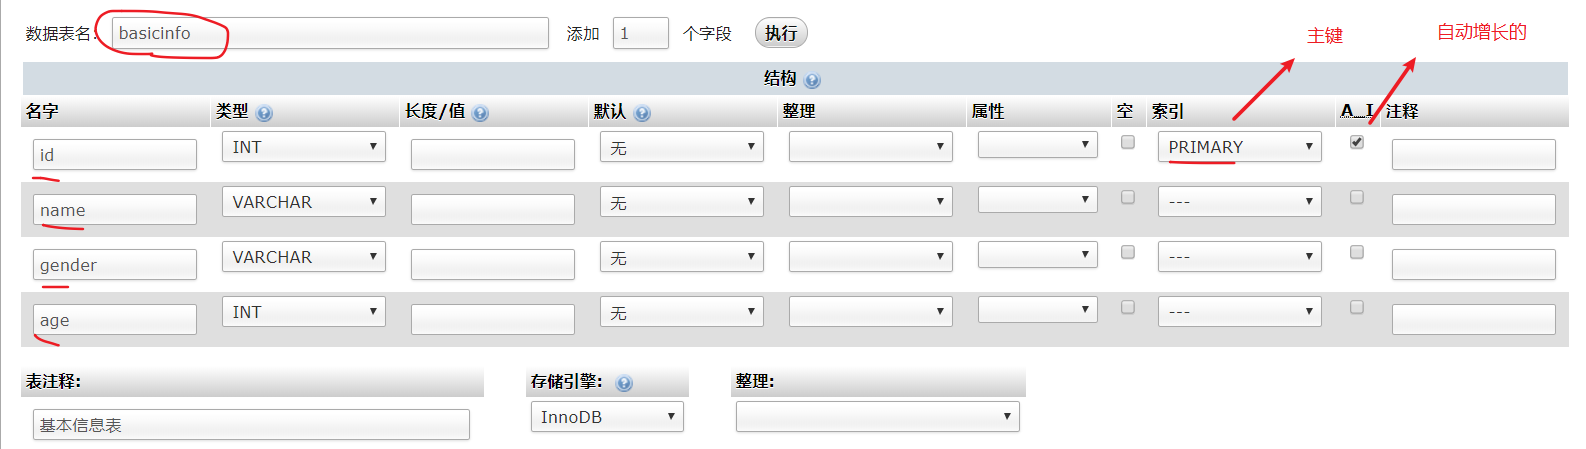 数据表名: basicinfo 添加 1 个字段 执行
主键
自动增长的
结构
名字 类型 长度/值 默认 整理 属性 空 索引 A_I 注释
id INT 无 PRIMARY
name VARCHAR 无 ---
gender VARCHAR 无 ---
age INT 无 ---
表注释: 存储引擎: 整理:
基本信息表 InnoDB